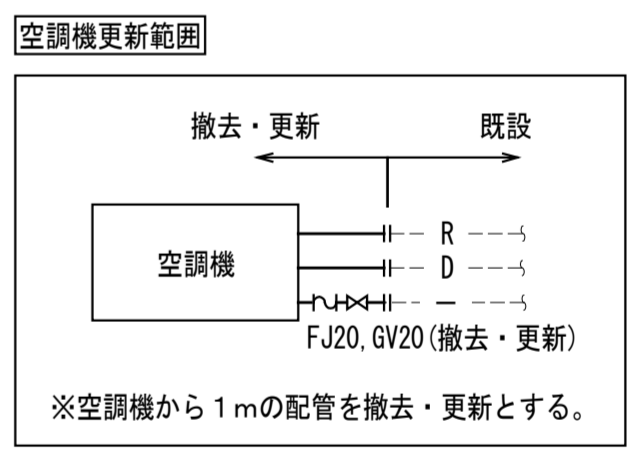 空調機更新範囲
撤去・更新
既設
空調機
R
D
FJ20,GV20(撤去・更新)
※空調機から1mの配管を撤去・更新とする。